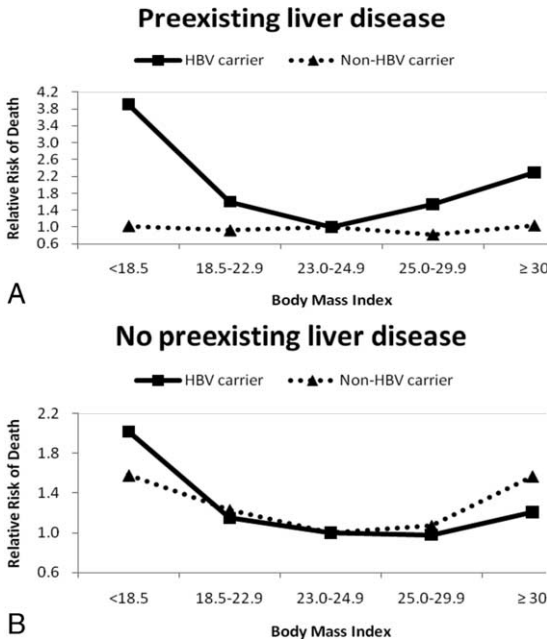 Preexisting liver disease
HBV carrier Non-HBV carrier
Relative Risk of Death
4.2
3.8
3.4
3.0
2.6
2.2
1.8
1.4
1.0
0.6
<18.5 18.5-22.9 23.0-24.9 25.0-29.9 ≥ 30
Body Mass Index
A
No preexisting liver disease
HBV carrier Non-HBV carrier
Relative Risk of Death
2.2
1.8
1.4
1.0
0.6
<18.5 18.5-22.9 23.0-24.9 25.0-29.9 ≥ 30
Body Mass Index
B